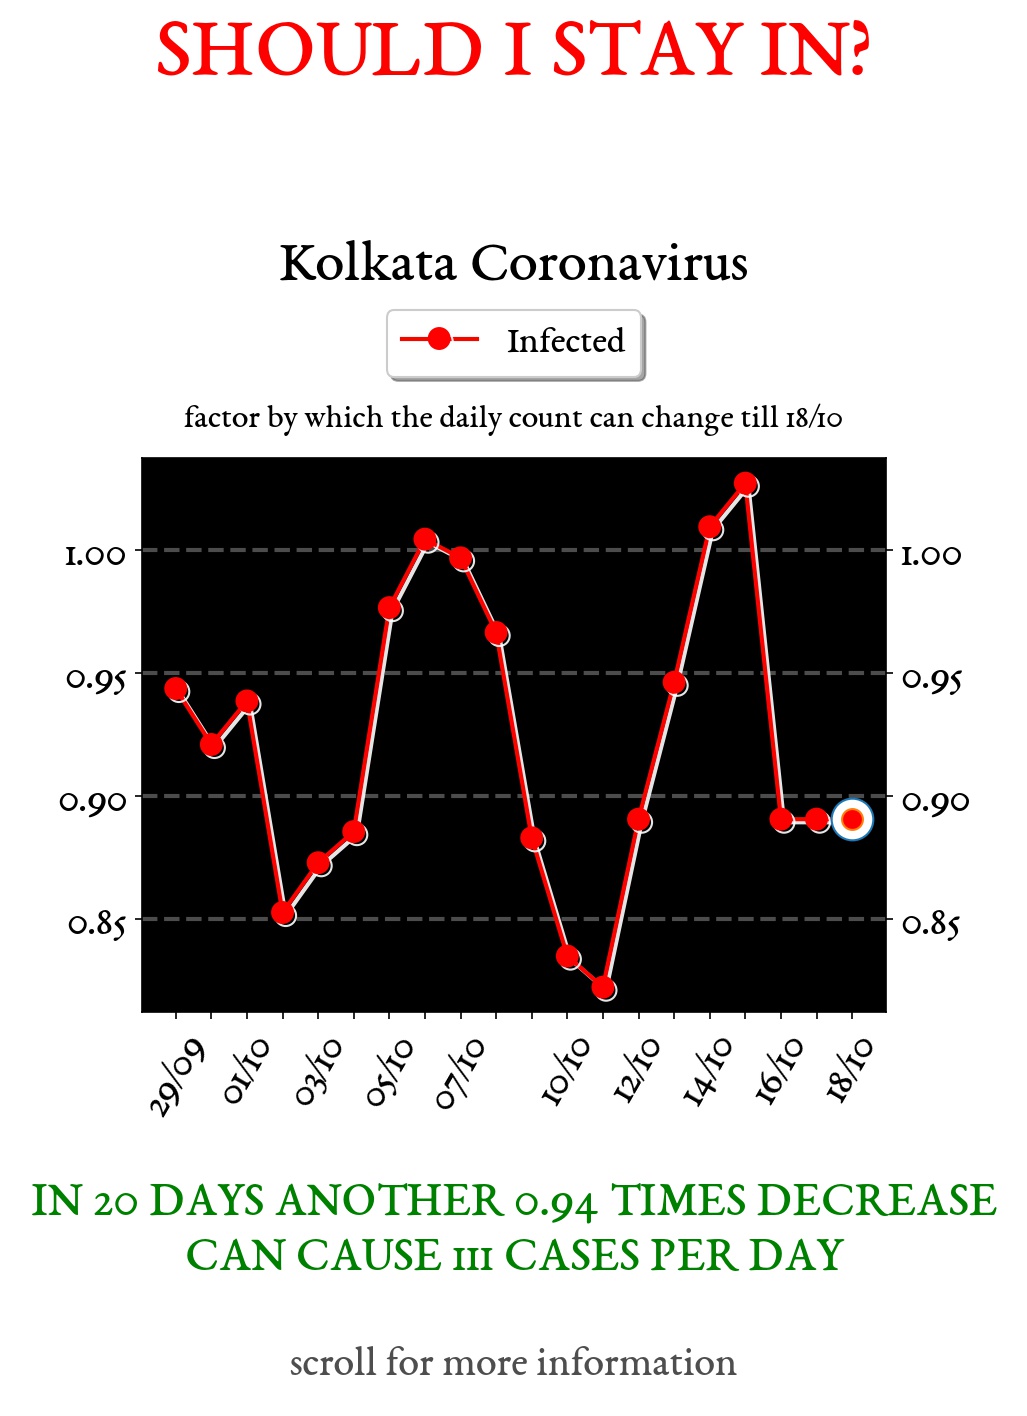 SHOULD I STAY IN?
Kolkata Coronavirus
Infected
factor by which the daily count can change till 18/10
1.00 1.00
0.95 0.95
0.90 0.90
0.85 0.85
29/09 01/10 03/10 05/10 07/10 10/10 12/10 14/10 16/10 18/10
IN 20 DAYS ANOTHER 0.94 TIMES DECREASE
CAN CAUSE 111 CASES PER DAY
scroll for more information